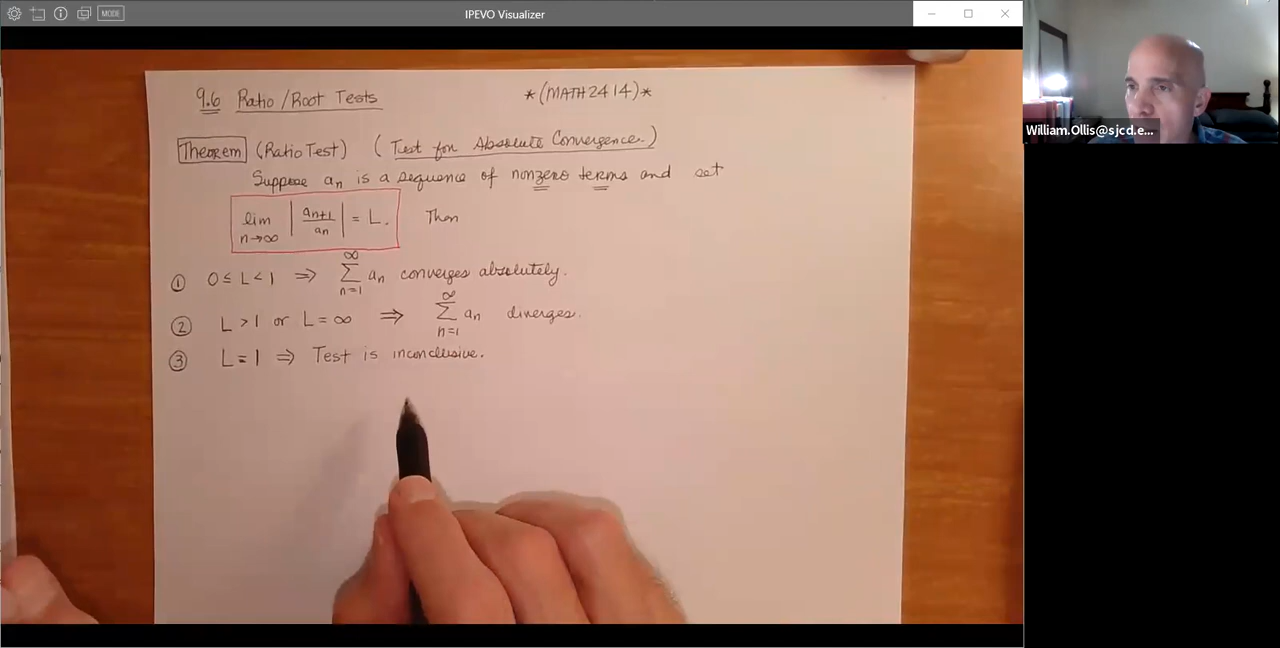 MODE
IPEVO Visualizer
William.Ollis@sjcd.e...
9.6 Ratio/Root Tests
*(MATH2414)*
Theorem (Ratio Test) (Test for Absolute Convergence.)
Suppose aₙ is a sequence of nonzero terms and set
lim n→∞ | aₙ₊₁ / aₙ | = L. Then
① 0 ≤ L < 1 ⇒ ∞ Σ n=1 aₙ converges absolutely.
② L > 1 or L = ∞ ⇒ ∞ Σ n=1 aₙ diverges.
③ L = 1 ⇒ Test is inconclusive.